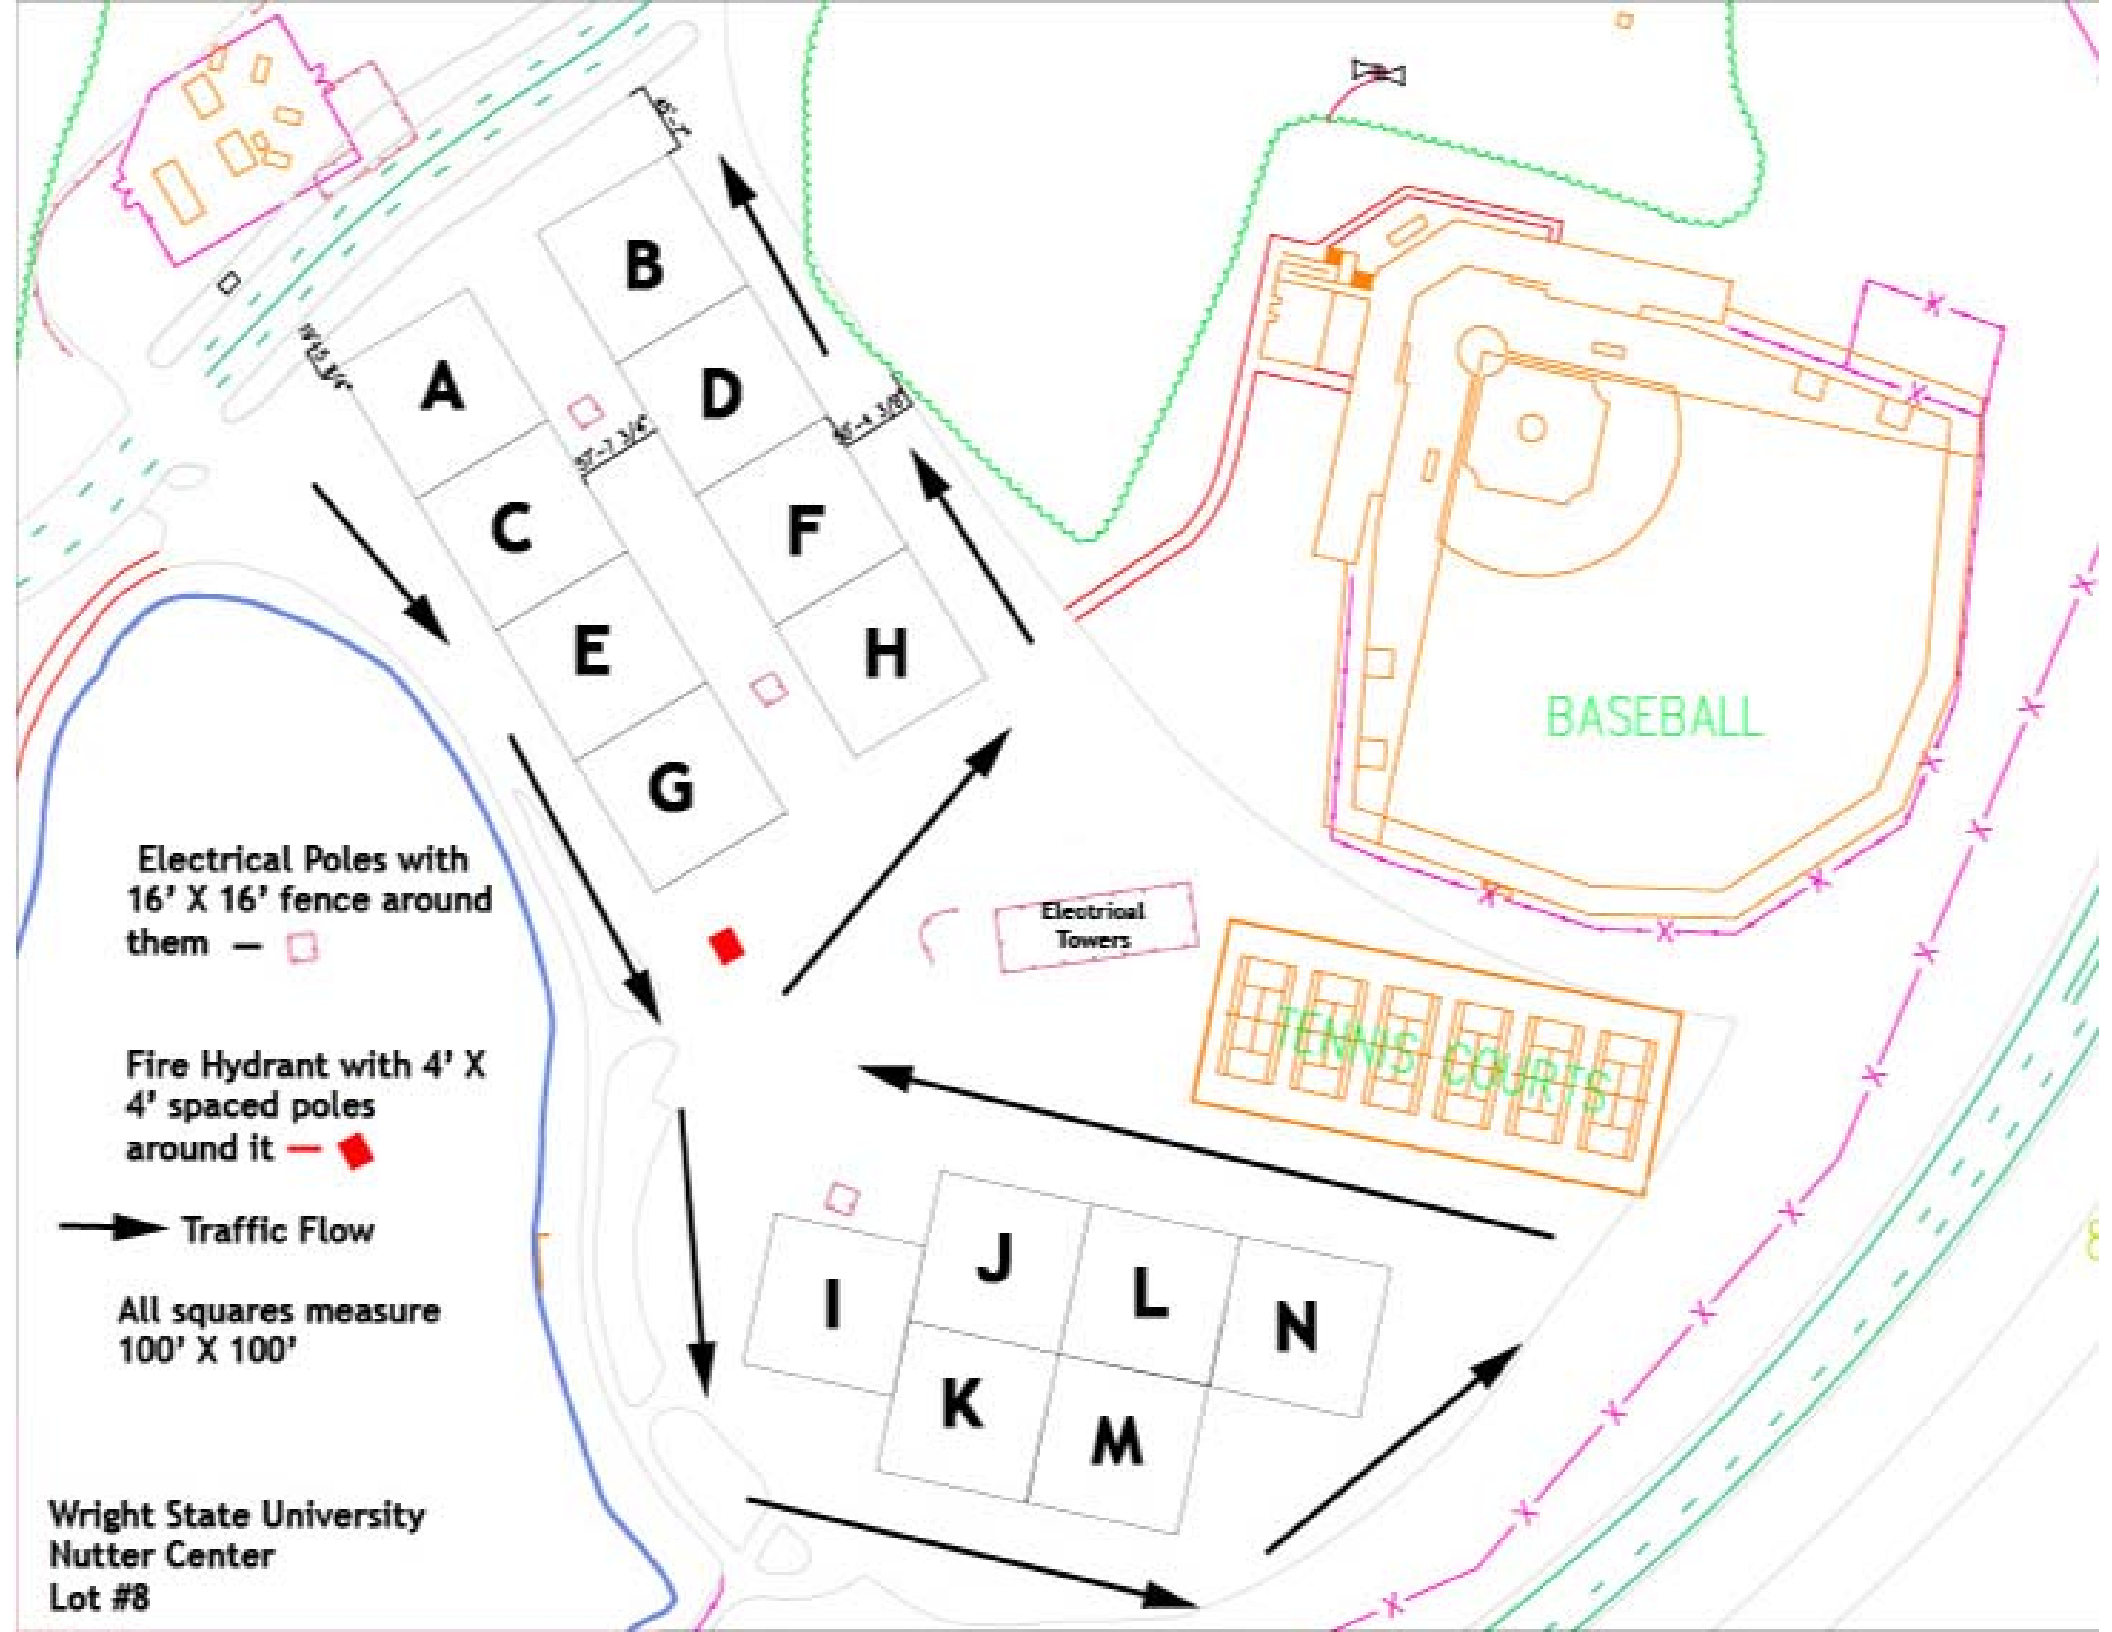 B
A
D
C
F
E
H
G
BASEBALL
Electrical Poles with
16' X 16' fence around
them —
Electrical
Towers
TENNIS COURTS
Fire Hydrant with 4' X
4' spaced poles
around it —
Traffic Flow
All squares measure
100' X 100'
J
I
L
N
K
M
Wright State University
Nutter Center
Lot #8